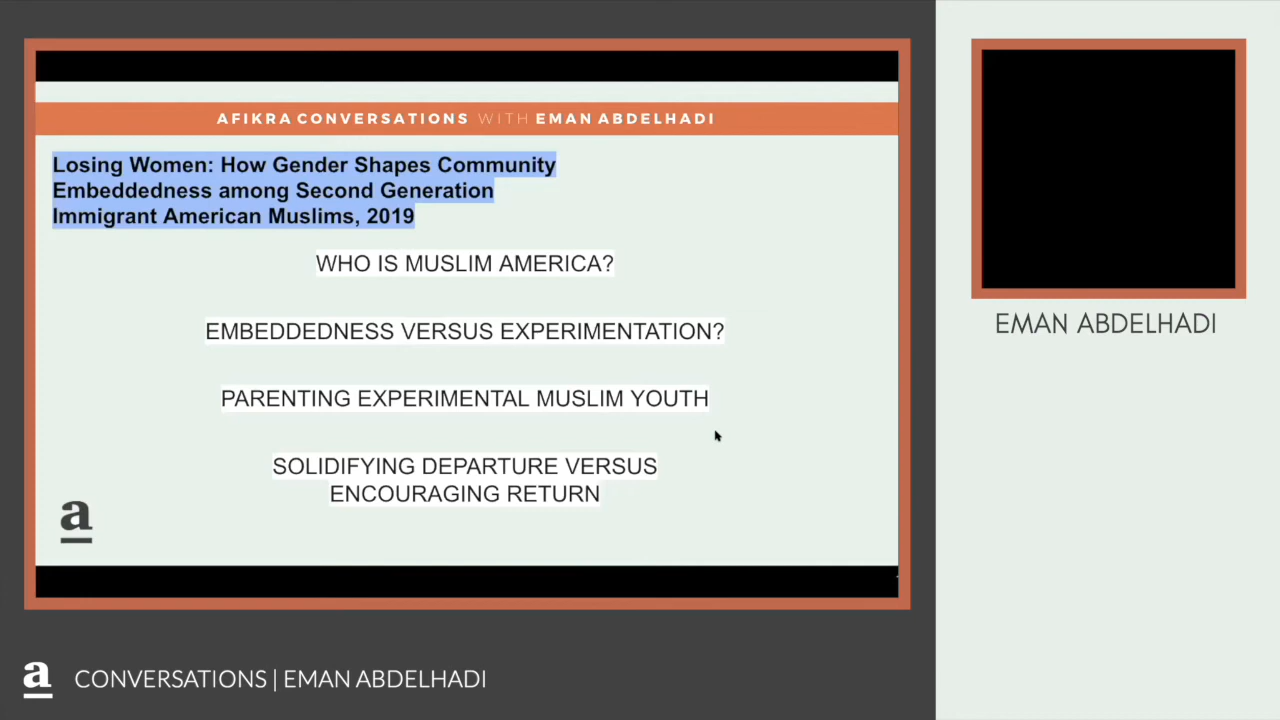 AFIKRA CONVERSATIONS WITH EMAN ABDELHADI
Losing Women: How Gender Shapes Community
Embeddedness among Second Generation
Immigrant American Muslims, 2019
WHO IS MUSLIM AMERICA?
EMBEDDEDNESS VERSUS EXPERIMENTATION?
PARENTING EXPERIMENTAL MUSLIM YOUTH
SOLIDIFYING DEPARTURE VERSUS
ENCOURAGING RETURN
a
EMAN ABDELHADI
a CONVERSATIONS | EMAN ABDELHADI